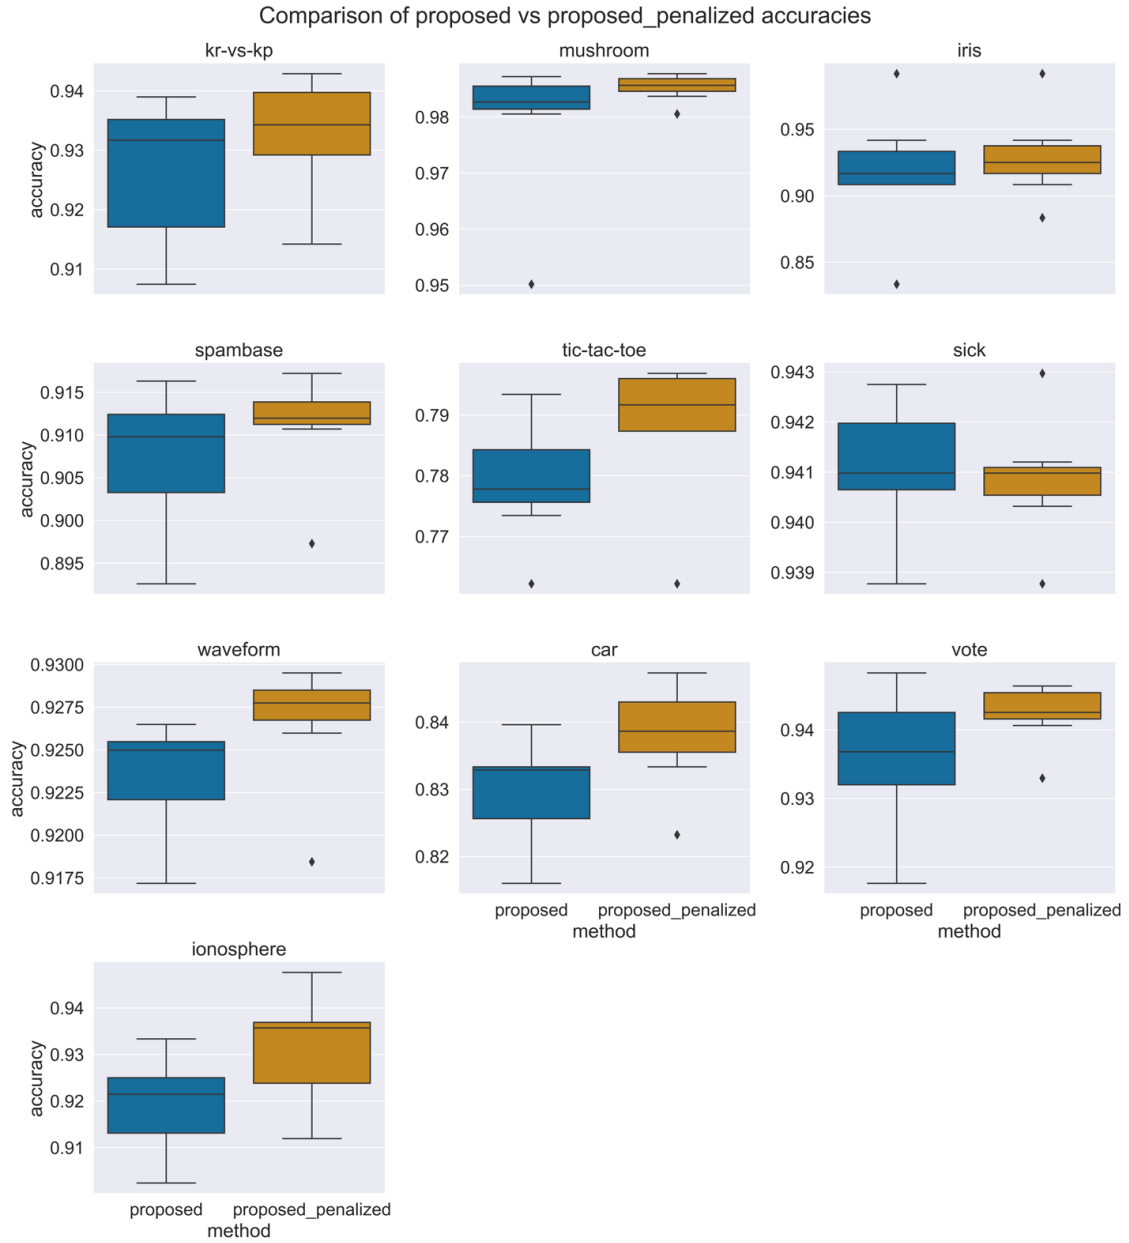 Comparison of proposed vs proposed_penalized accuracies
kr-vs-kp
0.94
0.93
0.92
0.91
accuracy
mushroom
0.98
0.97
0.96
0.95
iris
0.95
0.90
0.85
spambase
0.915
0.910
0.905
0.900
0.895
accuracy
tic-tac-toe
0.79
0.78
0.77
sick
0.943
0.942
0.941
0.940
0.939
waveform
0.9300
0.9275
0.9250
0.9225
0.9200
0.9175
accuracy
car
0.84
0.83
0.82
proposed
proposed_penalized
method
vote
0.94
0.93
0.92
proposed
proposed_penalized
method
ionosphere
0.94
0.93
0.92
0.91
accuracy
proposed
proposed_penalized
method